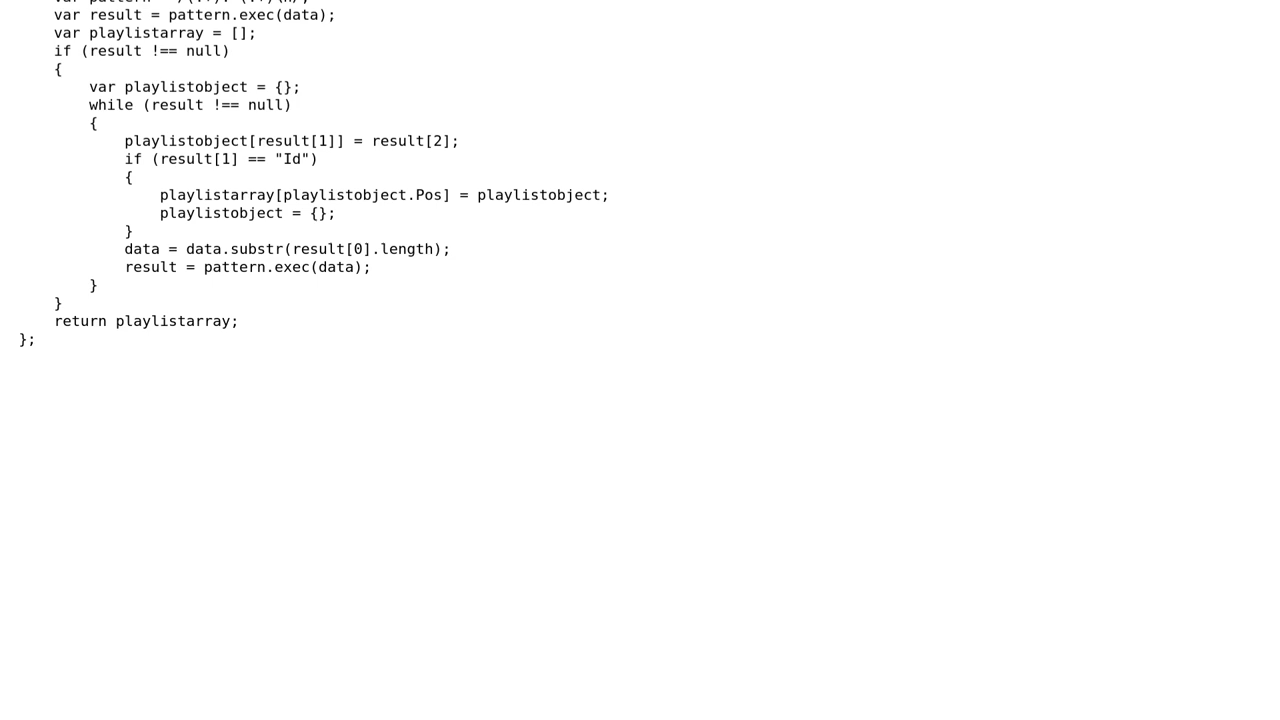 var result = pattern.exec(data);
    var playlistarray = [];
    if (result !== null)
    {
        var playlistobject = {};
        while (result !== null)
        {
            playlistobject[result[1]] = result[2];
            if (result[1] == "Id")
            {
                playlistarray[playlistobject.Pos] = playlistobject;
                playlistobject = {};
            }
            data = data.substr(result[0].length);
            result = pattern.exec(data);
        }
    }
    return playlistarray;
};